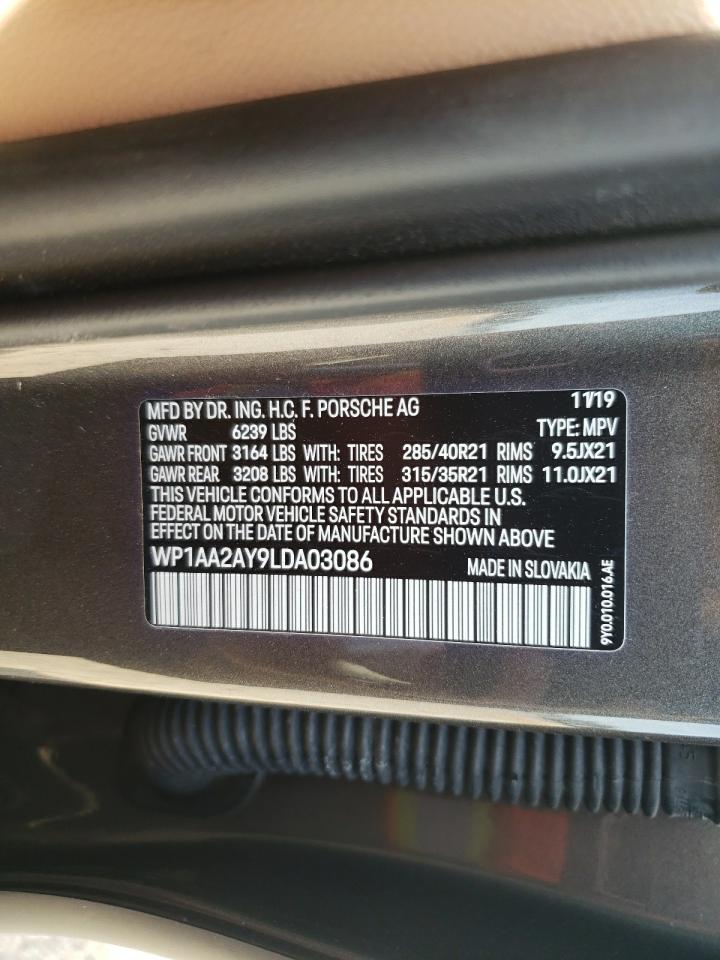 MFD BY DR. ING. H.C. F. PORSCHE AG 11/19
GVWR 6239 LBS TYPE: MPV
GAWR FRONT 3164 LBS WITH: TIRES 285/40R21 RIMS 9.5JX21
GAWR REAR 3208 LBS WITH: TIRES 315/35R21 RIMS 11.0JX21
THIS VEHICLE CONFORMS TO ALL APPLICABLE U.S.
FEDERAL MOTOR VEHICLE SAFETY STANDARDS IN
EFFECT ON THE DATE OF MANUFACTURE SHOWN ABOVE
WP1AA2AY9LDA03086 MADE IN SLOVAKIA
9Y0.010.016.AE